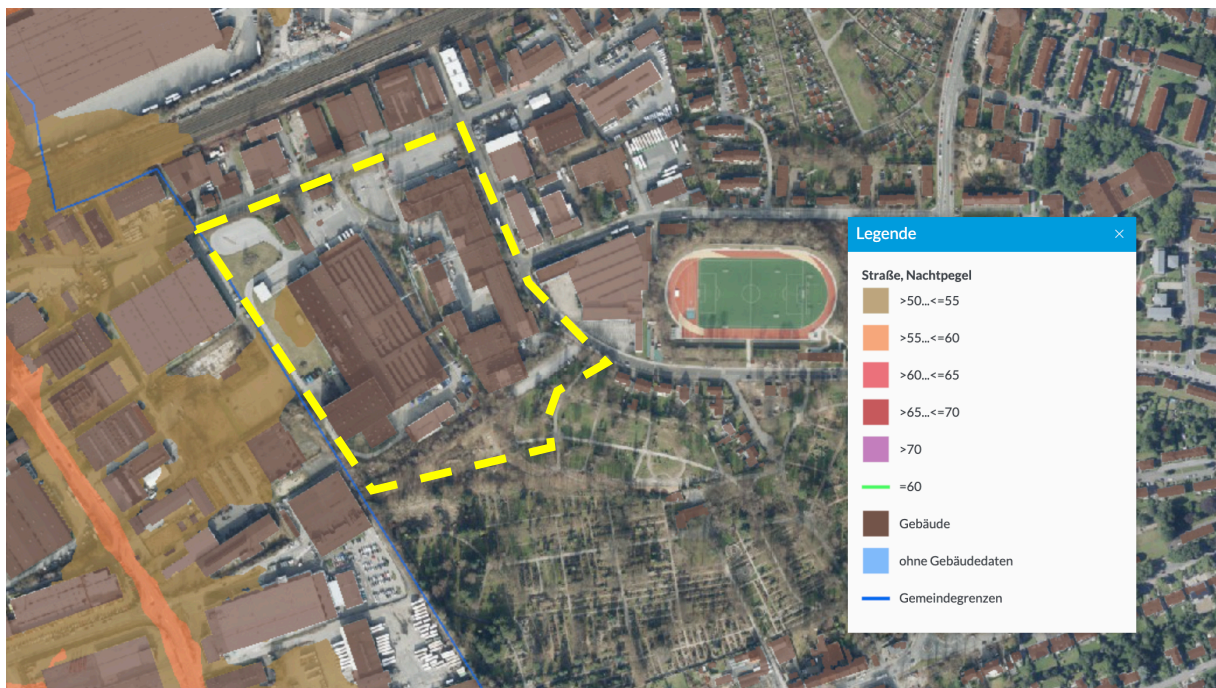 Legende
Straße, Nachtpegel
>50...<=55
>55...<=60
>60...<=65
>65...<=70
>70
=60
Gebäude
ohne Gebäudedaten
Gemeindegrenzen